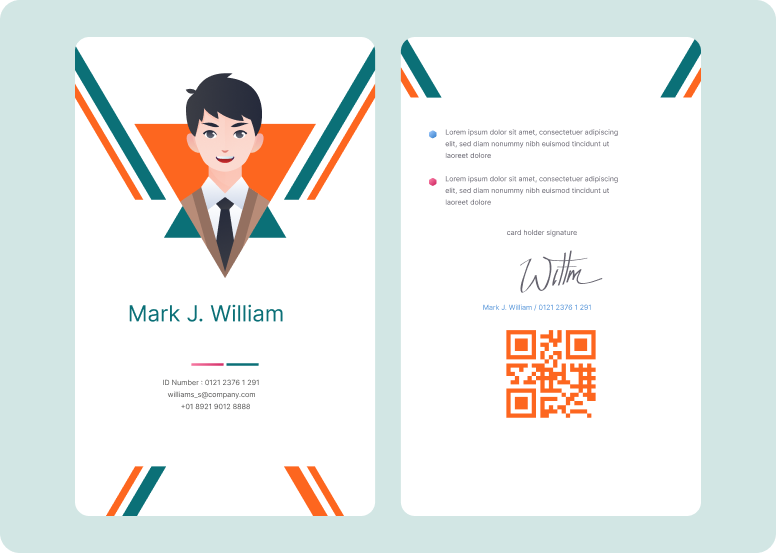 Mark J. William
ID Number : 0121 2376 1 291
williams_s@company.com
+01 8921 9012 8888
Lorem ipsum dolor sit amet, consectetuer adipiscing
elit, sed diam nonummy nibh euismod tincidunt ut
laoreet dolore
Lorem ipsum dolor sit amet, consectetuer adipiscing
elit, sed diam nonummy nibh euismod tincidunt ut
laoreet dolore
card holder signature
Mark J. William / 0121 2376 1 291